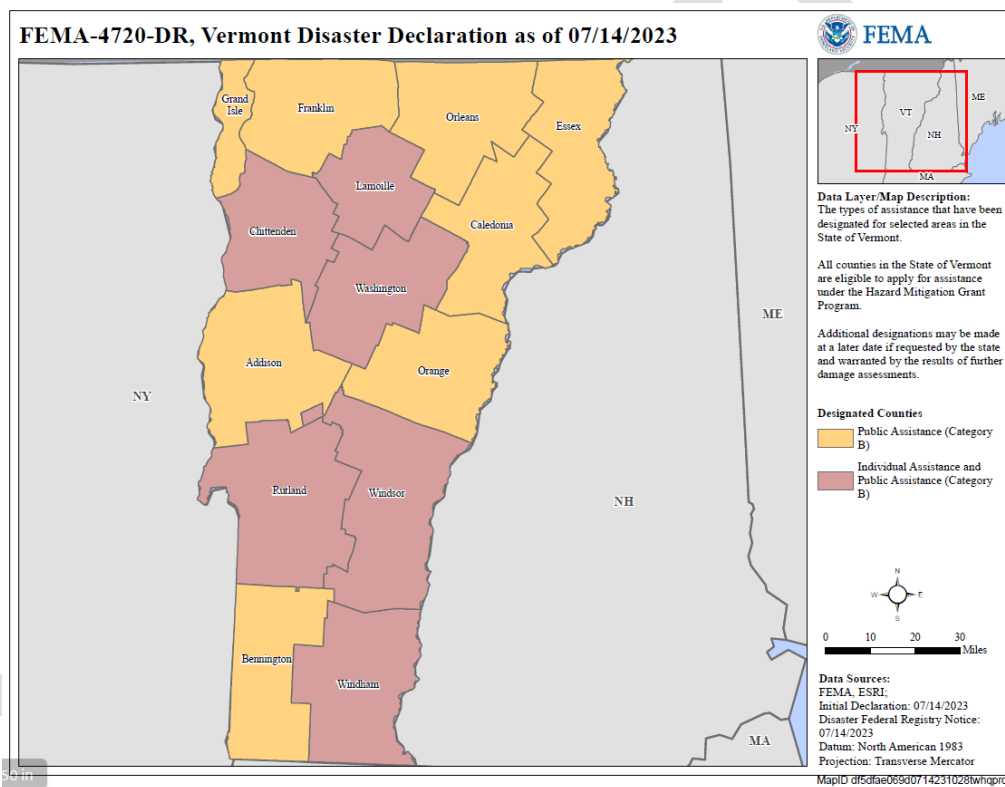 FEMA-4720-DR, Vermont Disaster Declaration as of 07/14/2023
FEMA
Grand
Isle
Franklin
Orleans
Essex
Lamoille
Chittenden
Caledonia
Washington
Addison
Orange
Rutland
Windsor
Bennington
Windham
NY
ME
NH
MA
NY
VT
NH
ME
MA
Data Layer/Map Description:
The types of assistance that have been
designated for selected areas in the
State of Vermont.
All counties in the State of Vermont
are eligible to apply for assistance
under the Hazard Mitigation Grant
Program.
Additional designations may be made
at a later date if requested by the state
and warranted by the results of further
damage assessments.
Designated Counties
Public Assistance (Category
B)
Individual Assistance and
Public Assistance (Category
B)
N
W
E
S
0 10 20 30
Miles
Data Sources:
FEMA, ESRI;
Initial Declaration: 07/14/2023
Disaster Federal Registry Notice:
07/14/2023
Datum: North American 1983
Projection: Transverse Mercator
MapID df5dfae069d0714231028twhqpro
50 in